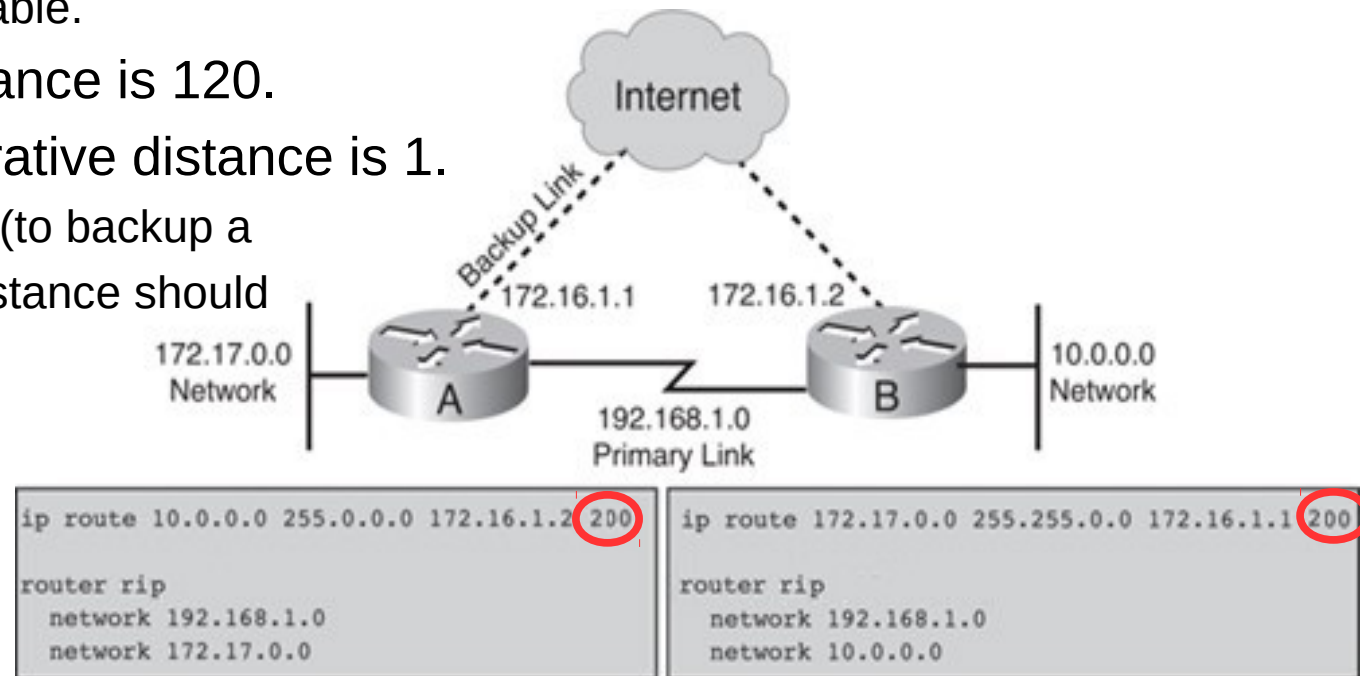 able.
ance is 120.
rative distance is 1.
(to backup a
stance should
Internet
Backup Link
172.16.1.1
172.16.1.2
172.17.0.0
Network
A
B
10.0.0.0
Network
192.168.1.0
Primary Link
ip route 10.0.0.0 255.0.0.0 172.16.1.2 200
router rip
network 192.168.1.0
network 172.17.0.0
ip route 172.17.0.0 255.255.0.0 172.16.1.1 200
router rip
network 192.168.1.0
network 10.0.0.0